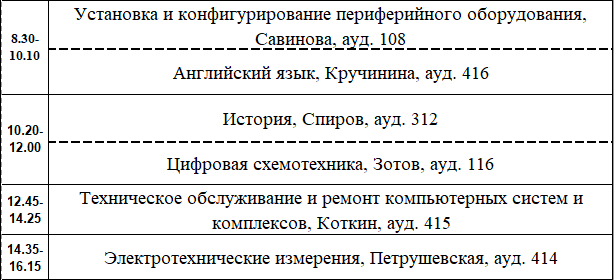 8.30-
10.10
Установка и конфигурирование периферийного оборудования,
Савинова, ауд. 108
Английский язык, Кручинина, ауд. 416
10.20-
12.00
История, Спиров, ауд. 312
Цифровая схемотехника, Зотов, ауд. 116
12.45-
14.25
Техническое обслуживание и ремонт компьютерных систем и
комплексов, Коткин, ауд. 415
14.35-
16.15
Электротехнические измерения, Петрушевская, ауд. 414